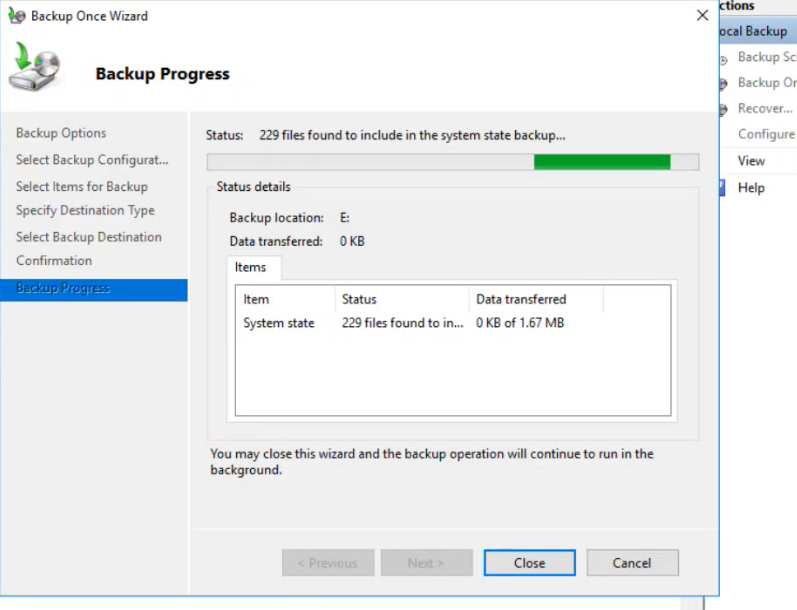 Backup Once Wizard
Backup Progress
Backup Options
Select Backup Configurat...
Select Items for Backup
Specify Destination Type
Select Backup Destination
Confirmation
Backup Progress
Status: 229 files found to include in the system state backup...
Status details
Backup location: E:
Data transferred: 0 KB
Items
Item Status Data transferred
System state 229 files found to in... 0 KB of 1.67 MB
You may close this wizard and the backup operation will continue to run in the
background.
< Previous Next > Close Cancel
ctions
ocal Backup
Backup Sc
Backup On
Recover...
Configure
View
Help